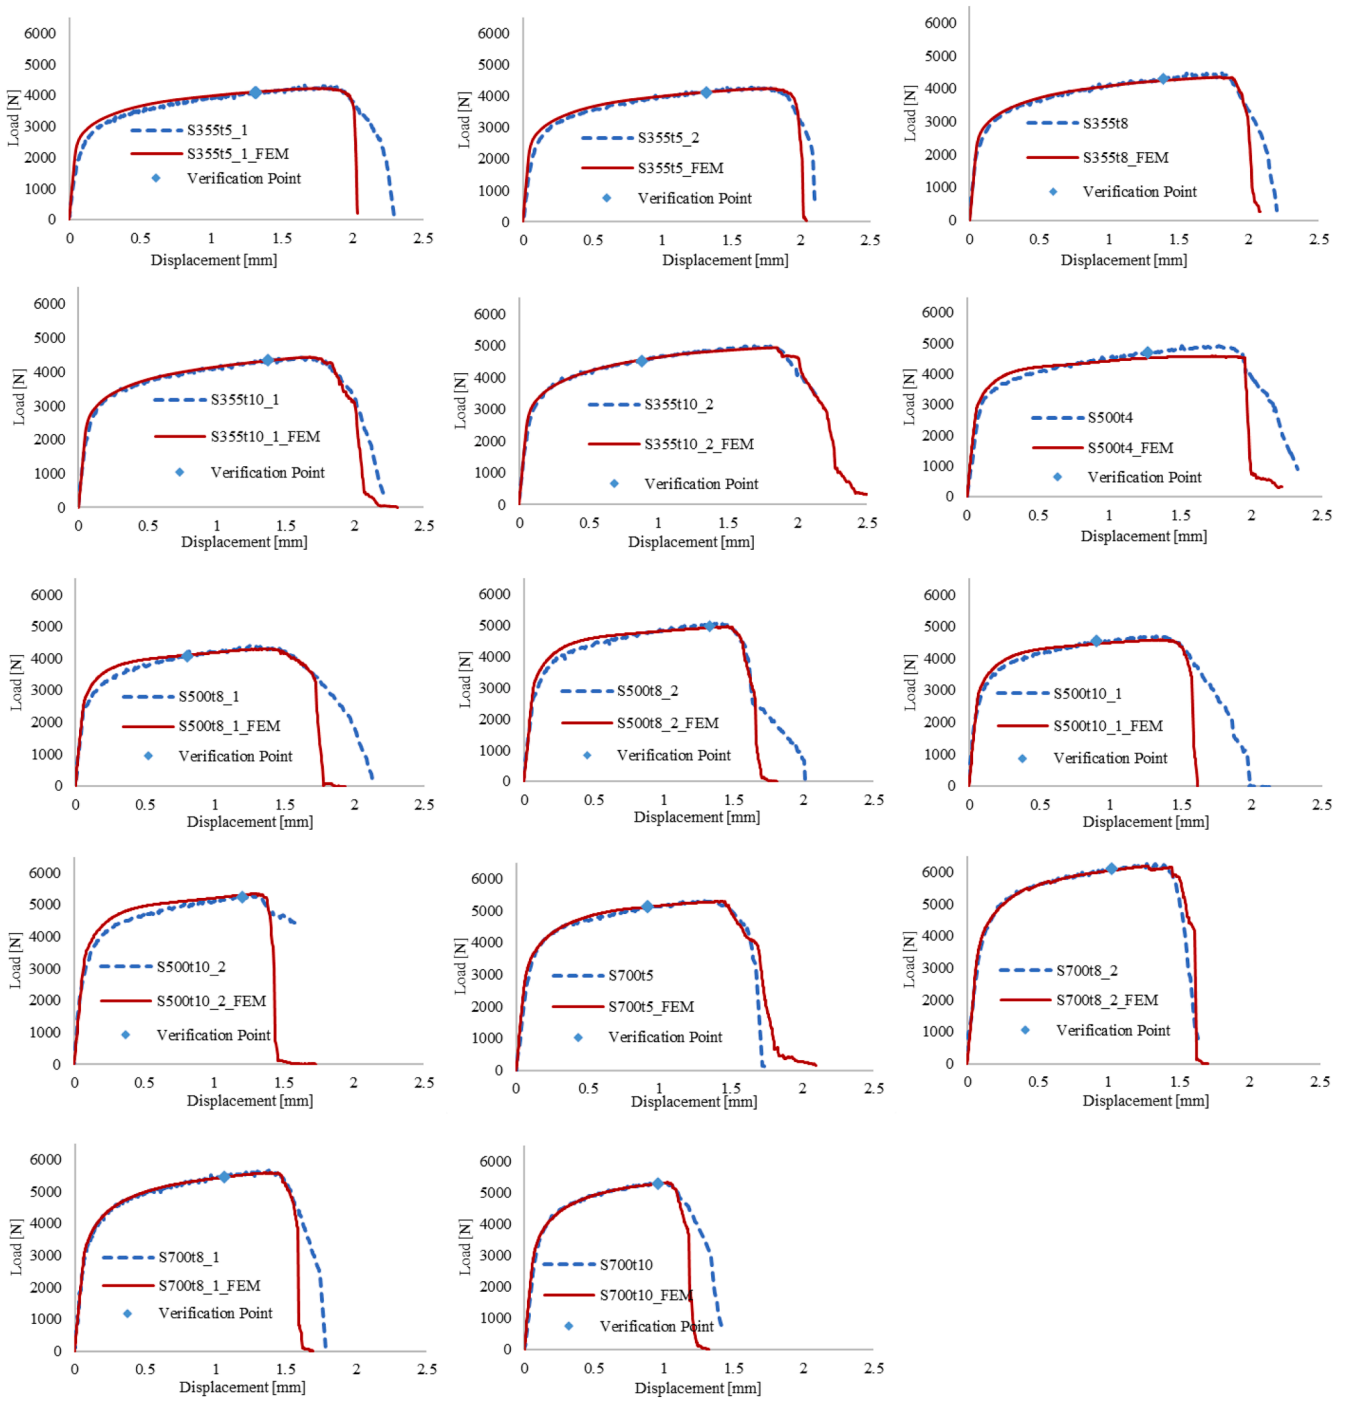 6000
5000
4000
3000
2000
1000
0
Load [N]
S355t5_1
S355t5_1_FEM
Verification Point
0 0.5 1 1.5 2 2.5
Displacement [mm]
6000
5000
4000
3000
2000
1000
0
Load [N]
S355t5_2
S355t5_FEM
Verification Point
0 0.5 1 1.5 2 2.5
Displacement [mm]
6000
5000
4000
3000
2000
1000
0
Load [N]
S355t8
S355t8_FEM
Verification Point
0 0.5 1 1.5 2 2.5
Displacement [mm]
6000
5000
4000
3000
2000
1000
0
Load [N]
S355t10_1
S355t10_1_FEM
Verification Point
0 0.5 1 1.5 2 2.5
Displacement [mm]
6000
5000
4000
3000
2000
1000
0
Load [N]
S355t10_2
S355t10_2_FEM
Verification Point
0 0.5 1 1.5 2 2.5
Displacement [mm]
6000
5000
4000
3000
2000
1000
0
Load [N]
S500t4
S500t4_FEM
Verification Point
0 0.5 1 1.5 2 2.5
Displacement [mm]
6000
5000
4000
3000
2000
1000
0
Load [N]
S500t8_1
S500t8_1_FEM
Verification Point
0 0.5 1 1.5 2 2.5
Displacement [mm]
6000
5000
4000
3000
2000
1000
0
Load [N]
S500t8_2
S500t8_2_FEM
Verification Point
0 0.5 1 1.5 2 2.5
Displacement [mm]
6000
5000
4000
3000
2000
1000
0
Load [N]
S500t10_1
S500t10_1_FEM
Verification Point
0 0.5 1 1.5 2 2.5
Displacement [mm]
6000
5000
4000
3000
2000
1000
0
Load [N]
S500t10_2
S500t10_2_FEM
Verification Point
0 0.5 1 1.5 2 2.5
Displacement [mm]
6000
5000
4000
3000
2000
1000
0
Load [N]
S700t5
S700t5_FEM
Verification Point
0 0.5 1 1.5 2 2.5
Displacement [mm]
6000
5000
4000
3000
2000
1000
0
Load [N]
S700t8_2
S700t8_2_FEM
Verification Point
0 0.5 1 1.5 2 2.5
Displacement [mm]
6000
5000
4000
3000
2000
1000
0
Load [N]
S700t8_1
S700t8_1_FEM
Verification Point
0 0.5 1 1.5 2 2.5
Displacement [mm]
6000
5000
4000
3000
2000
1000
0
Load [N]
S700t10
S700t10_FEM
Verification Point
0 0.5 1 1.5 2 2.5
Displacement [mm]